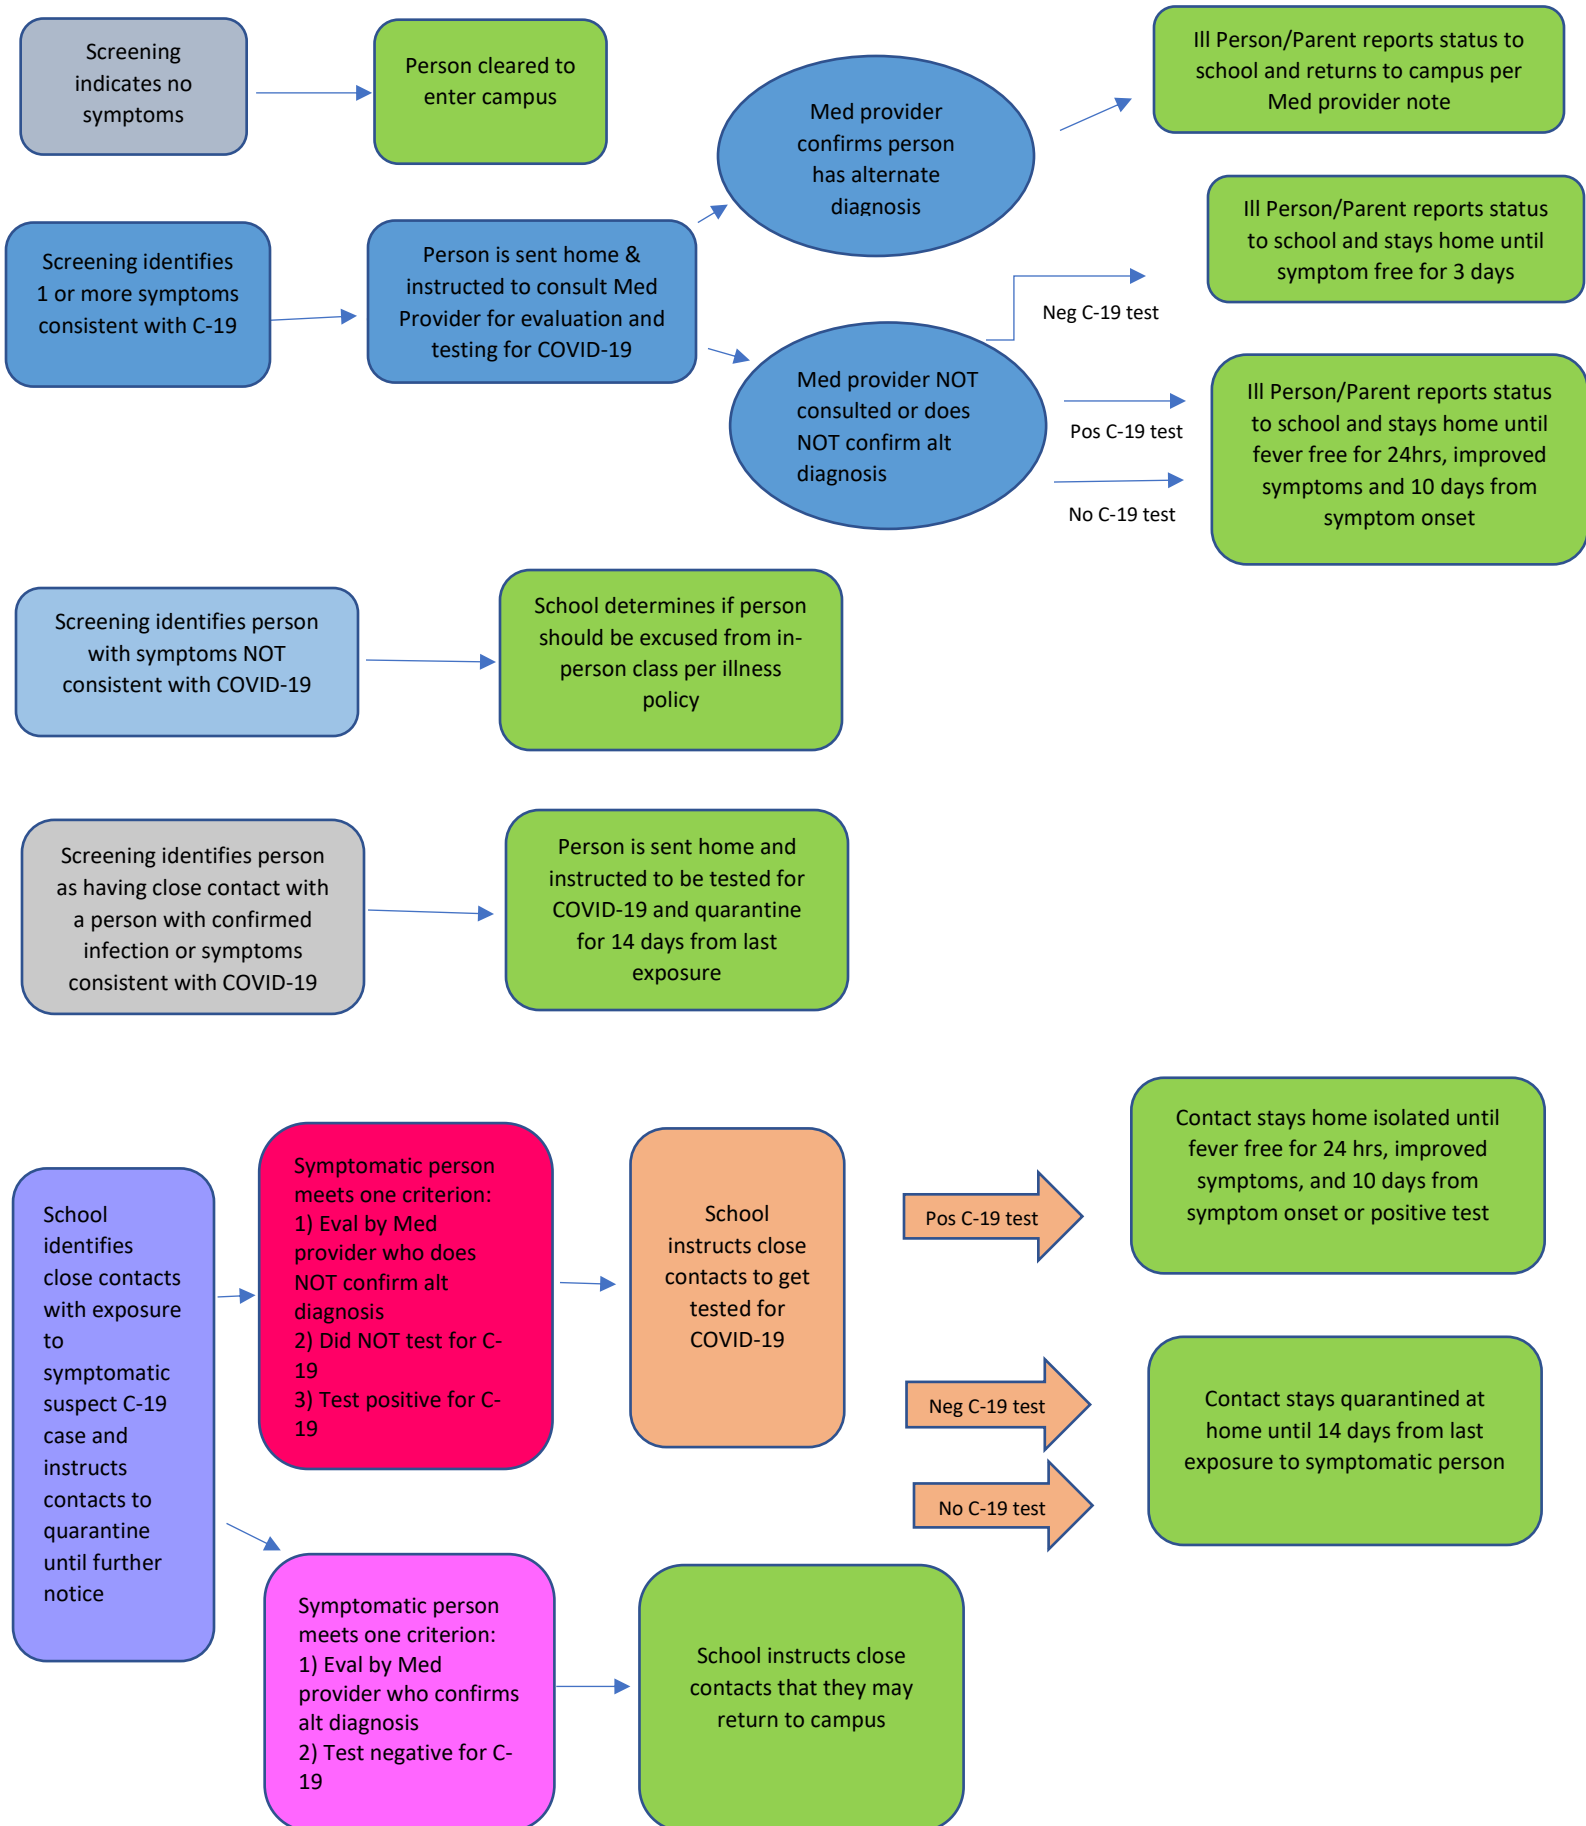 Screening
indicates no
symptoms
Person cleared to
enter campus
Med provider
confirms person
has alternate
diagnosis
Ill Person/Parent reports status to
school and returns to campus per
Med provider note
Screening identifies
1 or more symptoms
consistent with C-19
Person is sent home &
instructed to consult Med
Provider for evaluation and
testing for COVID-19
Ill Person/Parent reports status
to school and stays home until
symptom free for 3 days
Neg C-19 test
Med provider NOT
consulted or does
NOT confirm alt
diagnosis
Pos C-19 test
No C-19 test
Ill Person/Parent reports status
to school and stays home until
fever free for 24hrs, improved
symptoms and 10 days from
symptom onset
Screening identifies person
with symptoms NOT
consistent with COVID-19
School determines if person
should be excused from in-
person class per illness
policy
Screening identifies person
as having close contact with
a person with confirmed
infection or symptoms
consistent with COVID-19
Person is sent home and
instructed to be tested for
COVID-19 and quarantine
for 14 days from last
exposure
School
identifies
close contacts
with exposure
to
symptomatic
suspect C-19
case and
instructs
contacts to
quarantine
until further
notice
Symptomatic person
meets one criterion:
1) Eval by Med
provider who does
NOT confirm alt
diagnosis
2) Did NOT test for C-
19
3) Test positive for C-
19
School
instructs close
contacts to get
tested for
COVID-19
Pos C-19 test
Contact stays home isolated until
fever free for 24 hrs, improved
symptoms, and 10 days from
symptom onset or positive test
Neg C-19 test
No C-19 test
Contact stays quarantined at
home until 14 days from last
exposure to symptomatic person
Symptomatic person
meets one criterion:
1) Eval by Med
provider who confirms
alt diagnosis
2) Test negative for C-
19
School instructs close
contacts that they may
return to campus